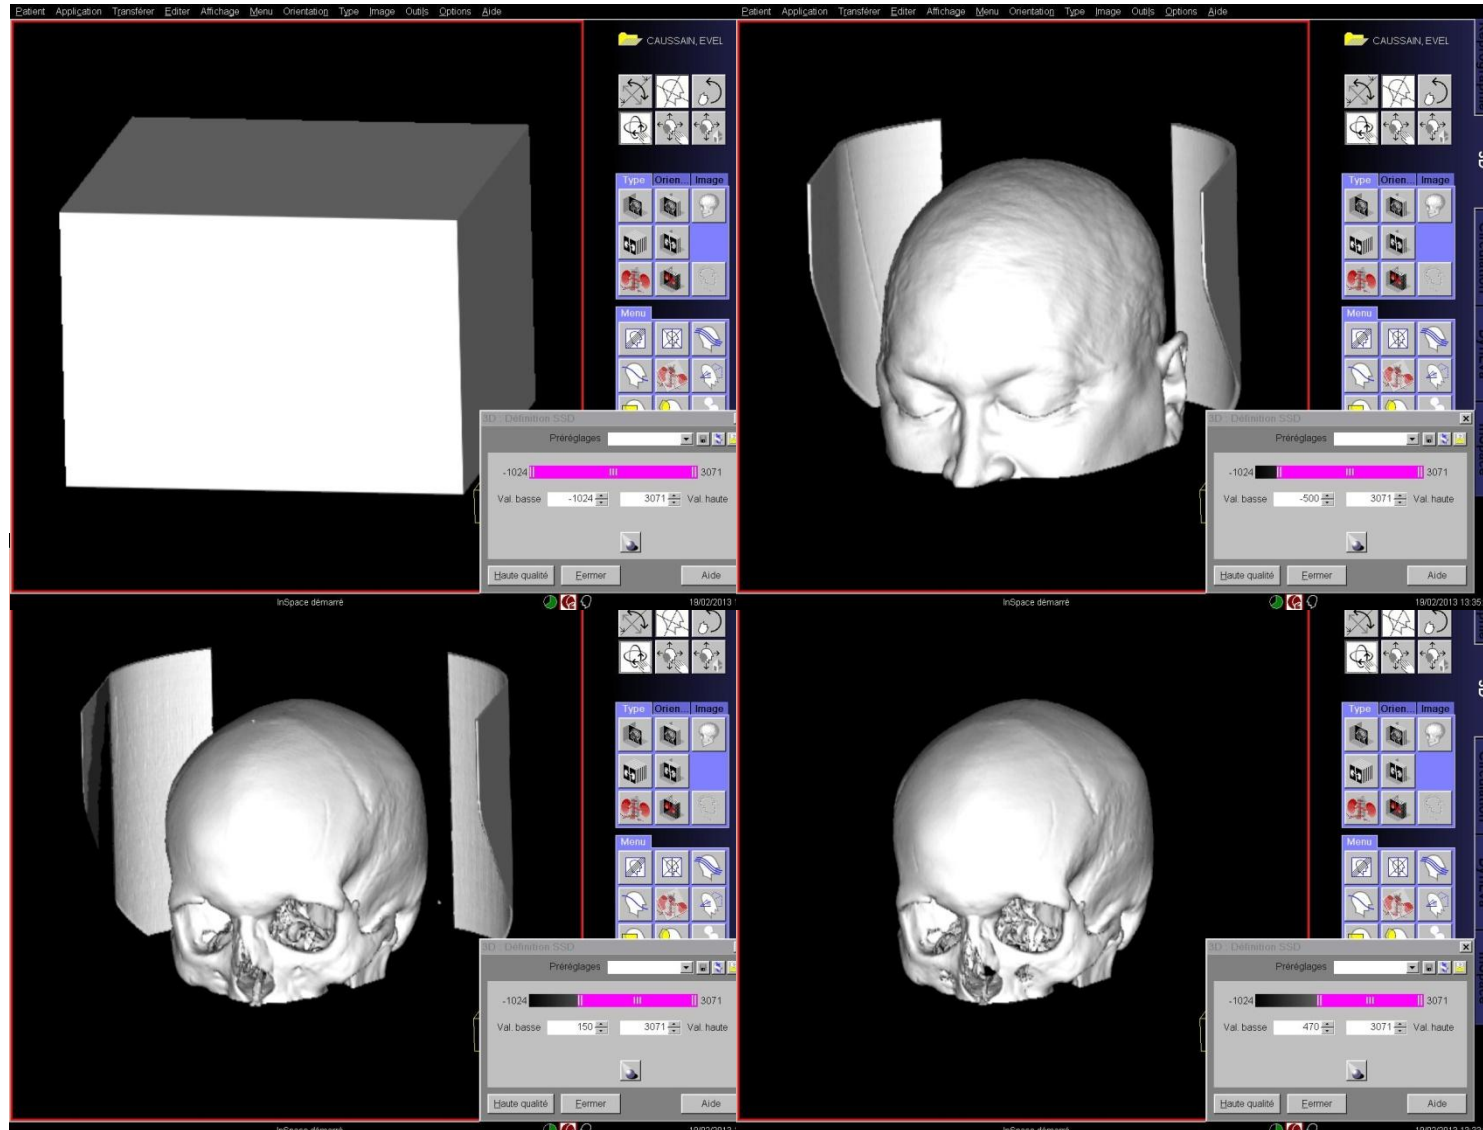 Patient Application Transférer Editer Affichage Menu Orientation Type Image Outils Options Aide
CAUSSAIN, EVEL
Type Orien... Image
Menu
3D : Définition SSD
Préréglages
-1024 3071
Val. basse -1024 3071 Val. haute
Haute qualité Fermer Aide
InSpace démarré 19/02/2013 1
Patient Application Transférer Editer Affichage Menu Orientation Type Image Outils Options Aide
CAUSSAIN, EVEL
3D
Type Orien... Image
Menu
3D : Définition SSD
Préréglages
-1024 3071
Val. basse -500 3071 Val. haute
Haute qualité Fermer Aide
InSpace démarré 19/02/2013 13:35
Type Orien... Image
Menu
3D : Définition SSD
Préréglages
-1024 3071
Val. basse 150 3071 Val. haute
Haute qualité Fermer Aide
3D
Type Orien... Image
Menu
3D : Définition SSD
Préréglages
-1024 3071
Val. basse 470 3071 Val. haute
Haute qualité Fermer Aide